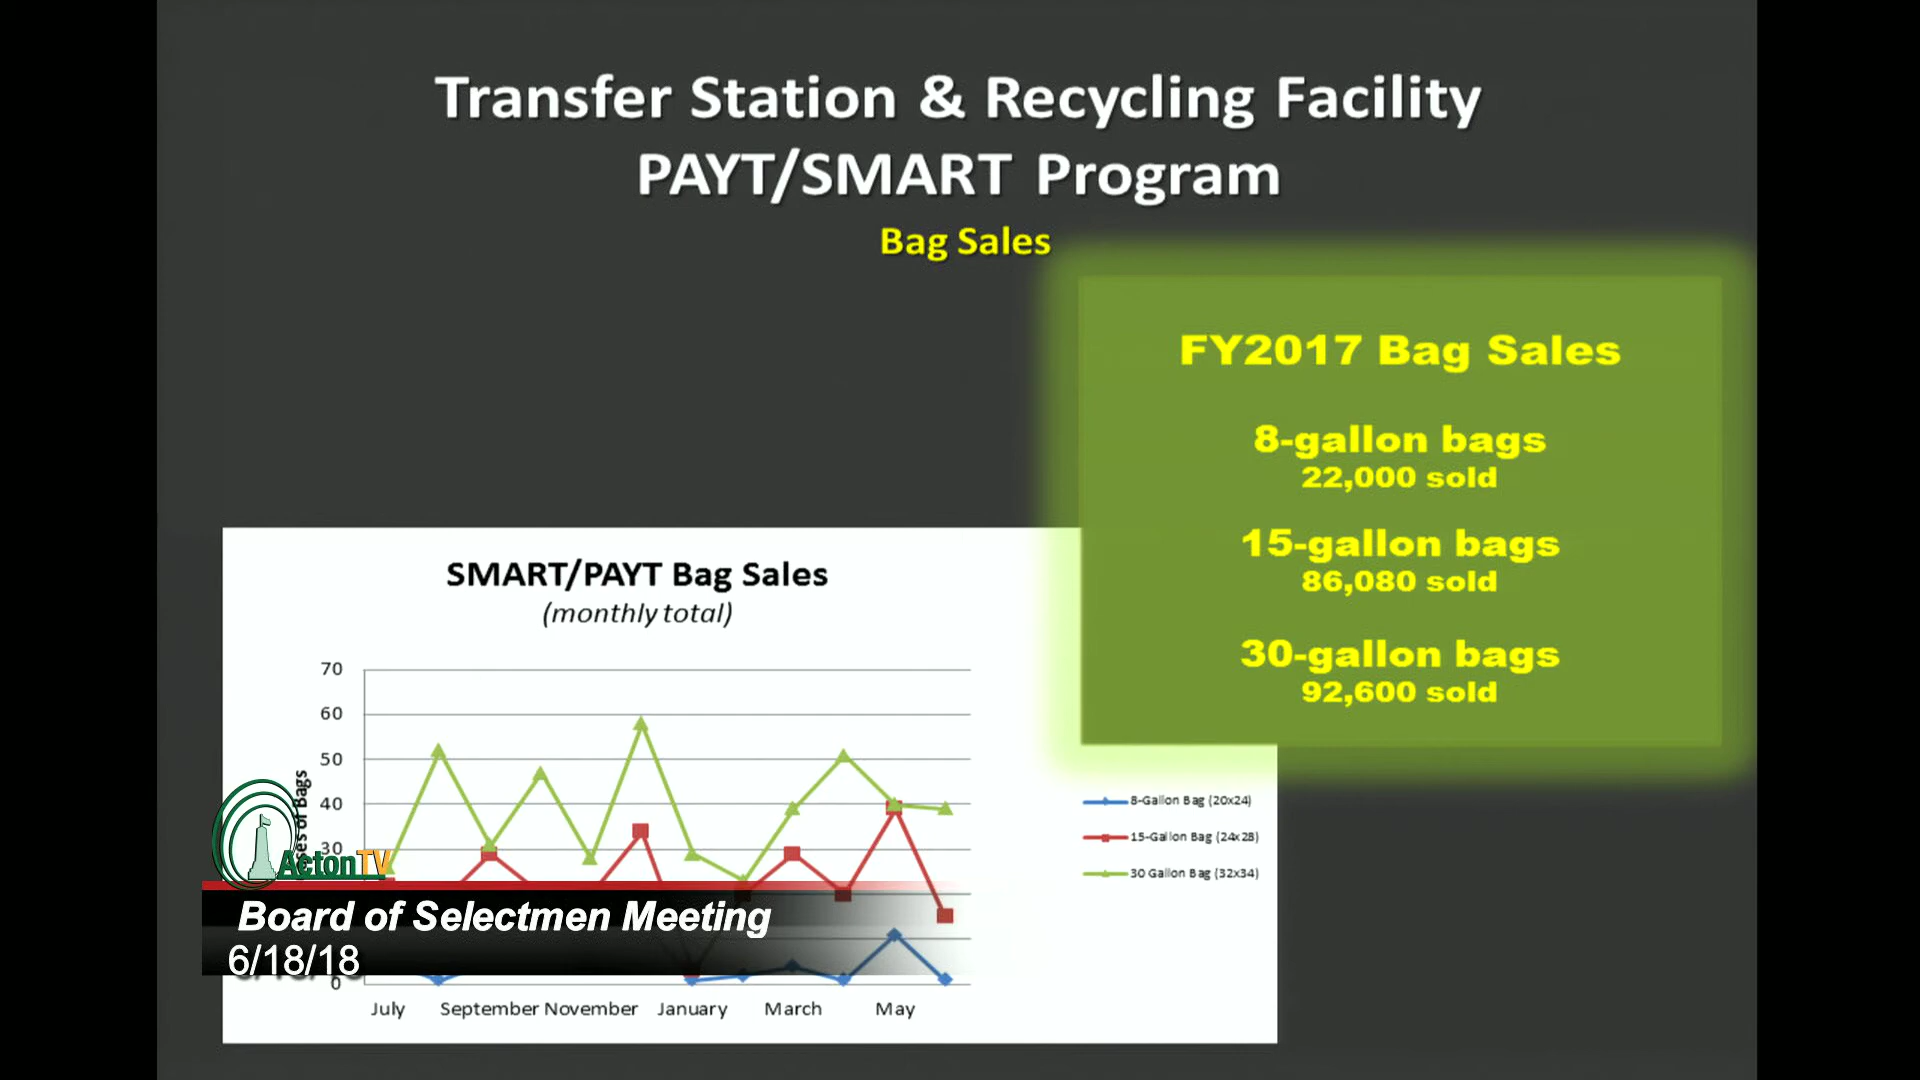 Transfer Station & Recycling Facility
PAYT/SMART Program
Bag Sales
FY2017 Bag Sales
8-gallon bags
22,000 sold
15-gallon bags
86,080 sold
30-gallon bags
92,600 sold
SMART/PAYT Bag Sales
(monthly total)
70
60
50
40
30
0
of Bags
July
September
November
January
March
May
8-Gallon Bag (20x24)
15-Gallon Bag (24x28)
30 Gallon Bag (32x34)
ActonTV
Board of Selectmen Meeting
6/18/18